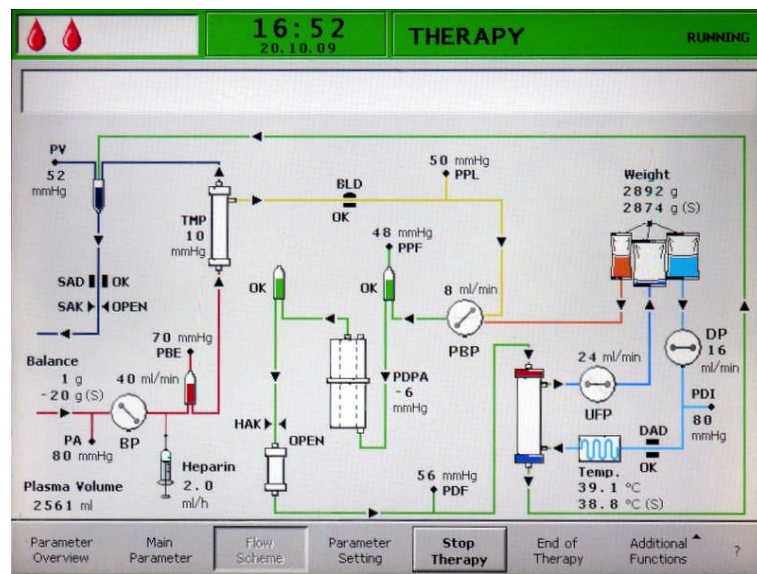 16:52
20.10.09
THERAPY
RUNNING
PV
52
mmHg
TMP
10
mmHg
BLD
OK
50 mmHg
PPL
48 mmHg
PPF
Weight
2892 g
2874 g (S)
SAD OK
SAK OPEN
OK
OK
8 ml/min
PBP
70 mmHg
PBE
Balance
1 g
-20 g (S)
40 ml/min
PA
80 mmHg
BP
PDPA
-6
mmHg
24 ml/min
UFP
DP
16
ml/min
PDI
80
mmHg
HAK
OPEN
DAD
OK
Heparin
2.0
ml/h
Plasma Volume
2561 ml
56 mmHg
PDF
Temp.
39.1 °C
38.8 °C (S)
Parameter
Overview
Main
Parameter
Flow
Scheme
Parameter
Setting
Stop
Therapy
End of
Therapy
Additional
Functions
?